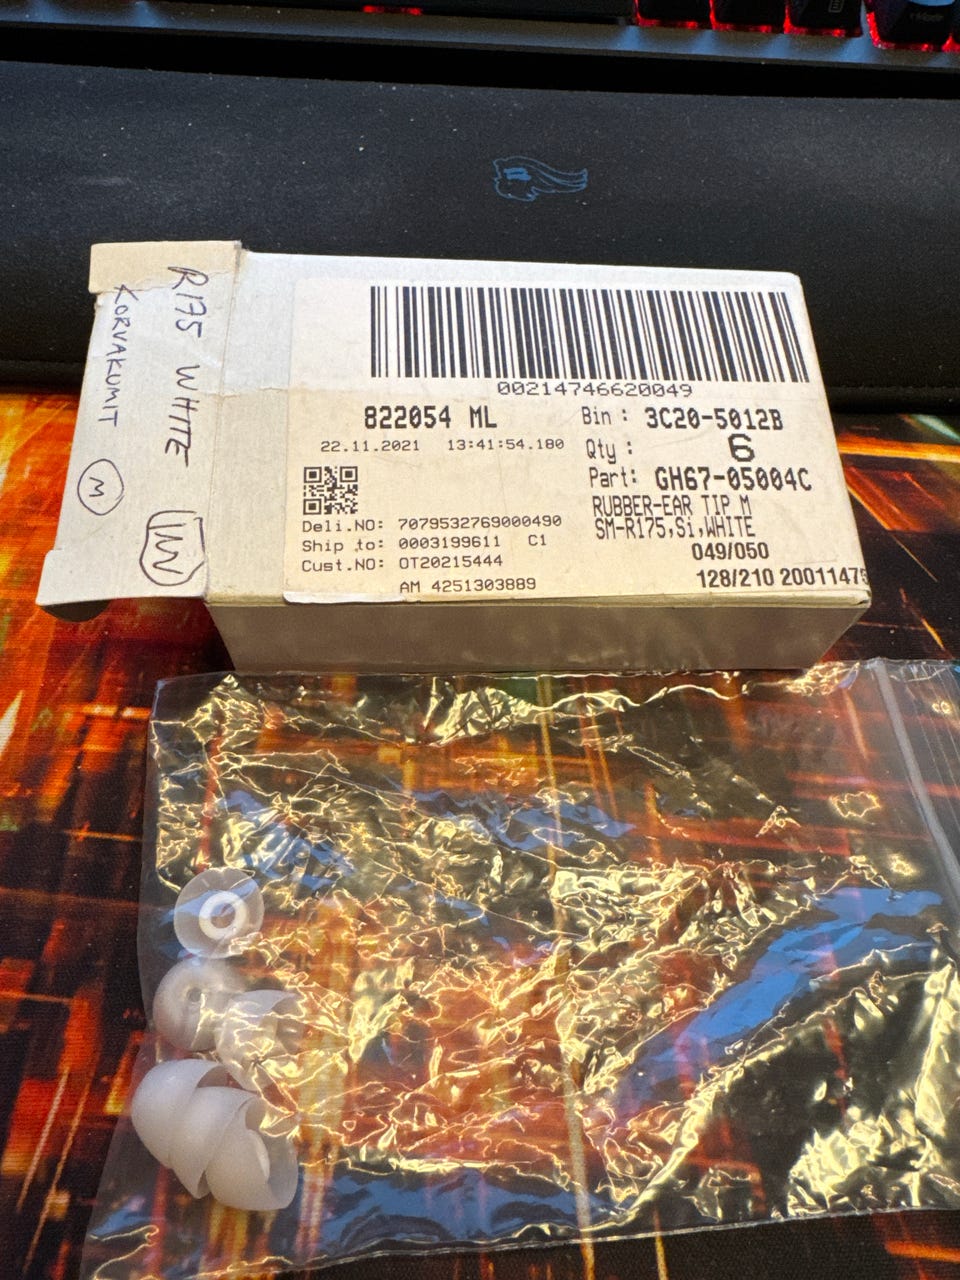 R175 WHITE
KORVAKUMIT
M
00214746620049
822054 ML
22.11.2021 13:41:54.180
Bin : 3C20-5012B
Qty : 6
Part: GH67-05004C
RUBBER-EAR TIP M
SM-R175,Si,WHITE
049/050
128/210 20011475
Deli.NO: 7079532769000490
Ship to: 0003199611 C1
Cust.NO: OT20215444
AM 4251303889